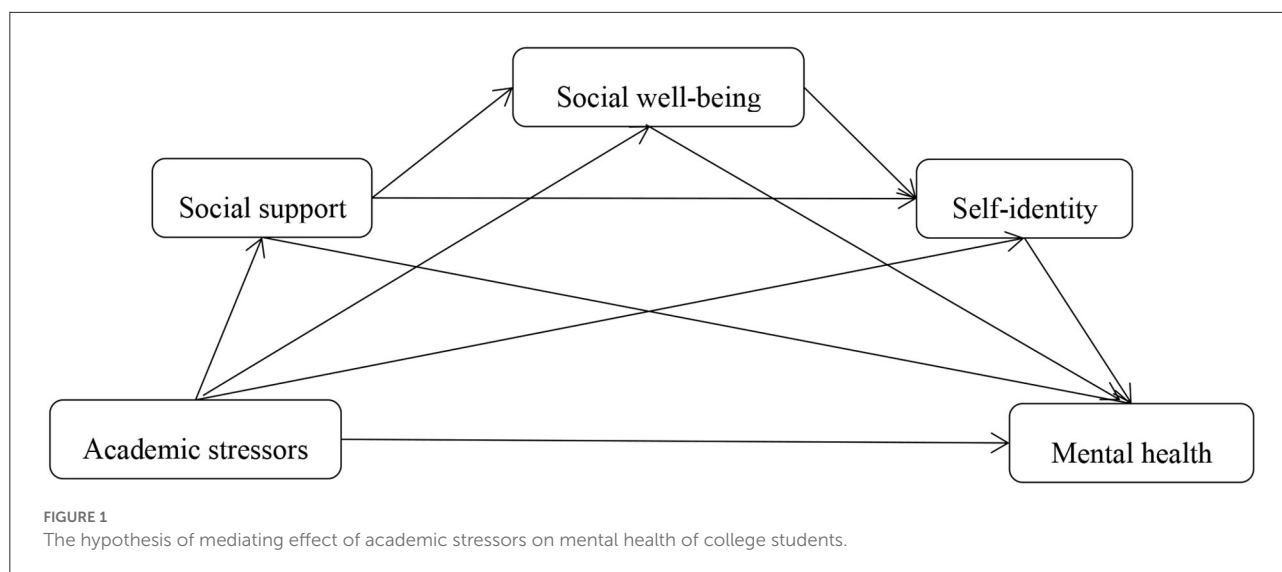 Social well-being
Social support
Self-identity
Academic stressors
Mental health
FIGURE 1
The hypothesis of mediating effect of academic stressors on mental health of college students.